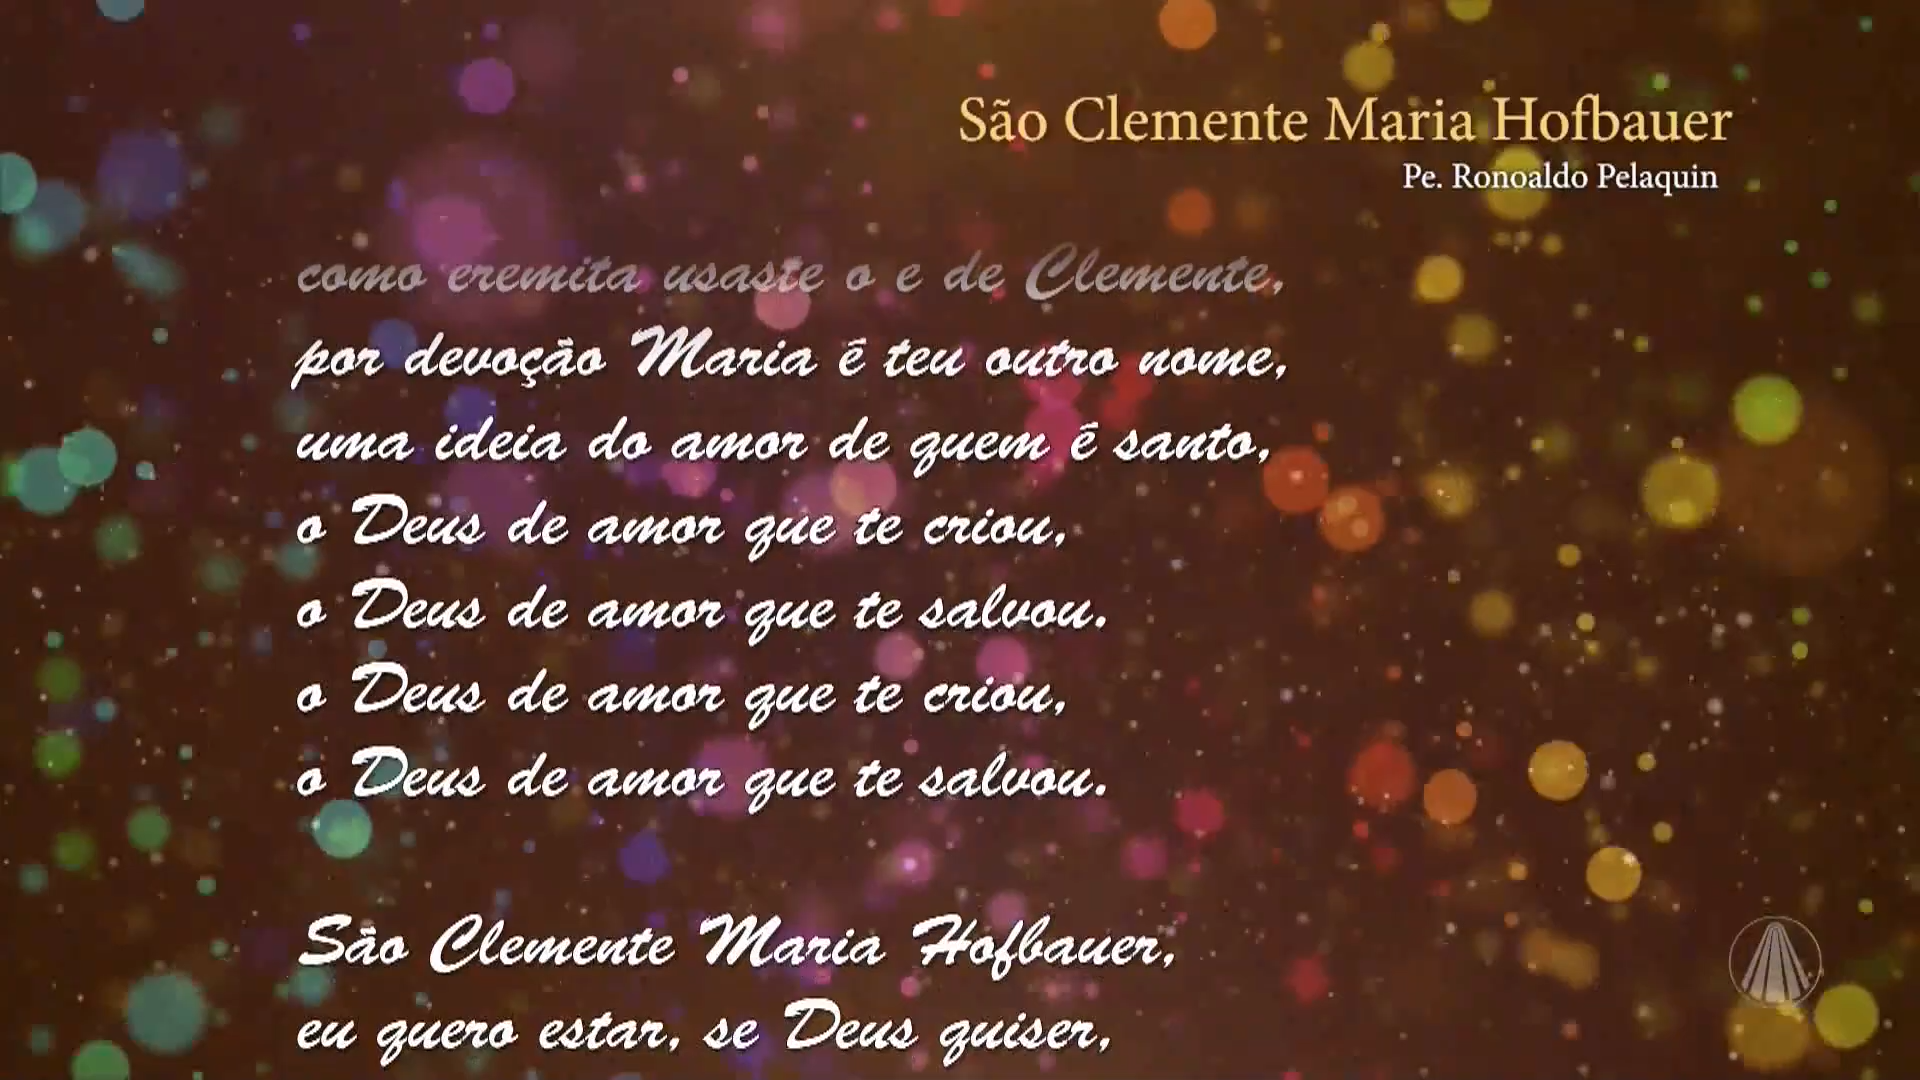 São Clemente Maria Hofbauer
Pe. Ronoaldo Pelaquin
como eremita usaste o e de Clemente,
por devoção Maria é teu outro nome,
uma ideia do amor de quem é santo,
o Deus de amor que te criou,
o Deus de amor que te salvou.
o Deus de amor que te criou,
o Deus de amor que te salvou.
São Clemente Maria Hofbauer,
eu quero estar, se Deus quiser,